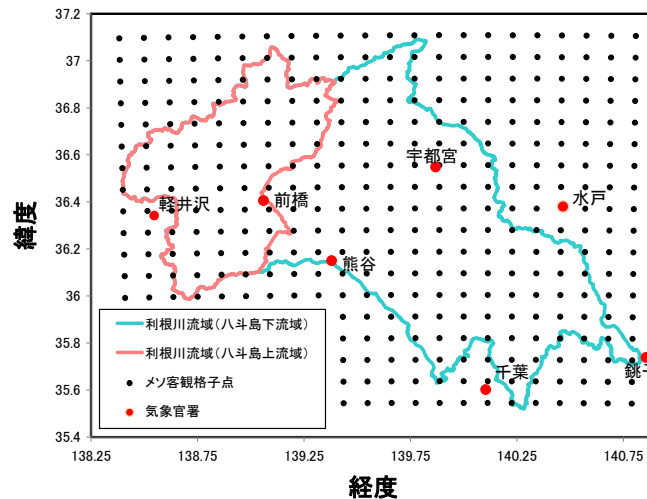 37.2
37
36.8
36.6
36.4
36.2
36
35.8
35.6
35.4
緯度
宇都宮
水戸
軽井沢
前橋
熊谷
千葉
銚子
利根川流域(八斗島下流域)
利根川流域(八斗島上流域)
メソ客観格子点
気象官署
138.25 138.75 139.25 139.75 140.25 140.75
経度